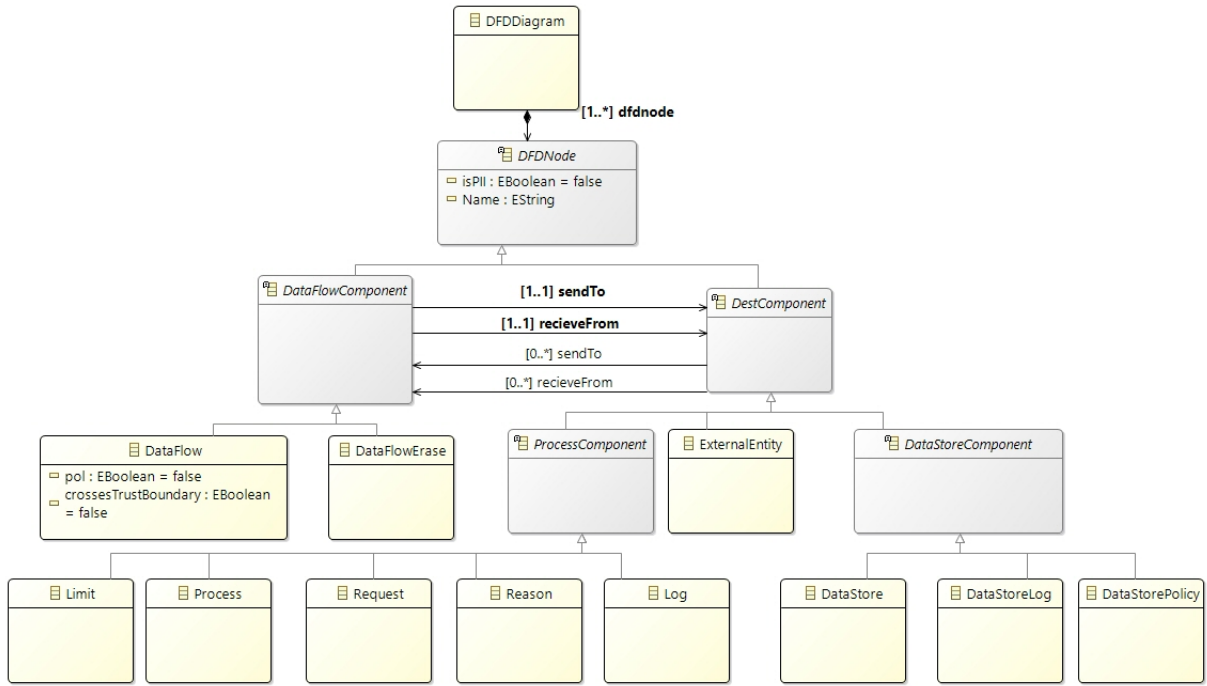 DFDDiagram
[1..*] dfdnode
DFDNode
isPII : EBoolean = false
Name : EString
DataFlowComponent
[1..1] sendTo
DestComponent
[1..1] recieveFrom
[0..*] sendTo
[0..*] recieveFrom
DataFlow
pol : EBoolean = false
crossesTrustBoundary : EBoolean
= false
DataFlowErase
ProcessComponent
ExternalEntity
DataStoreComponent
Limit
Process
Request
Reason
Log
DataStore
DataStoreLog
DataStorePolicy